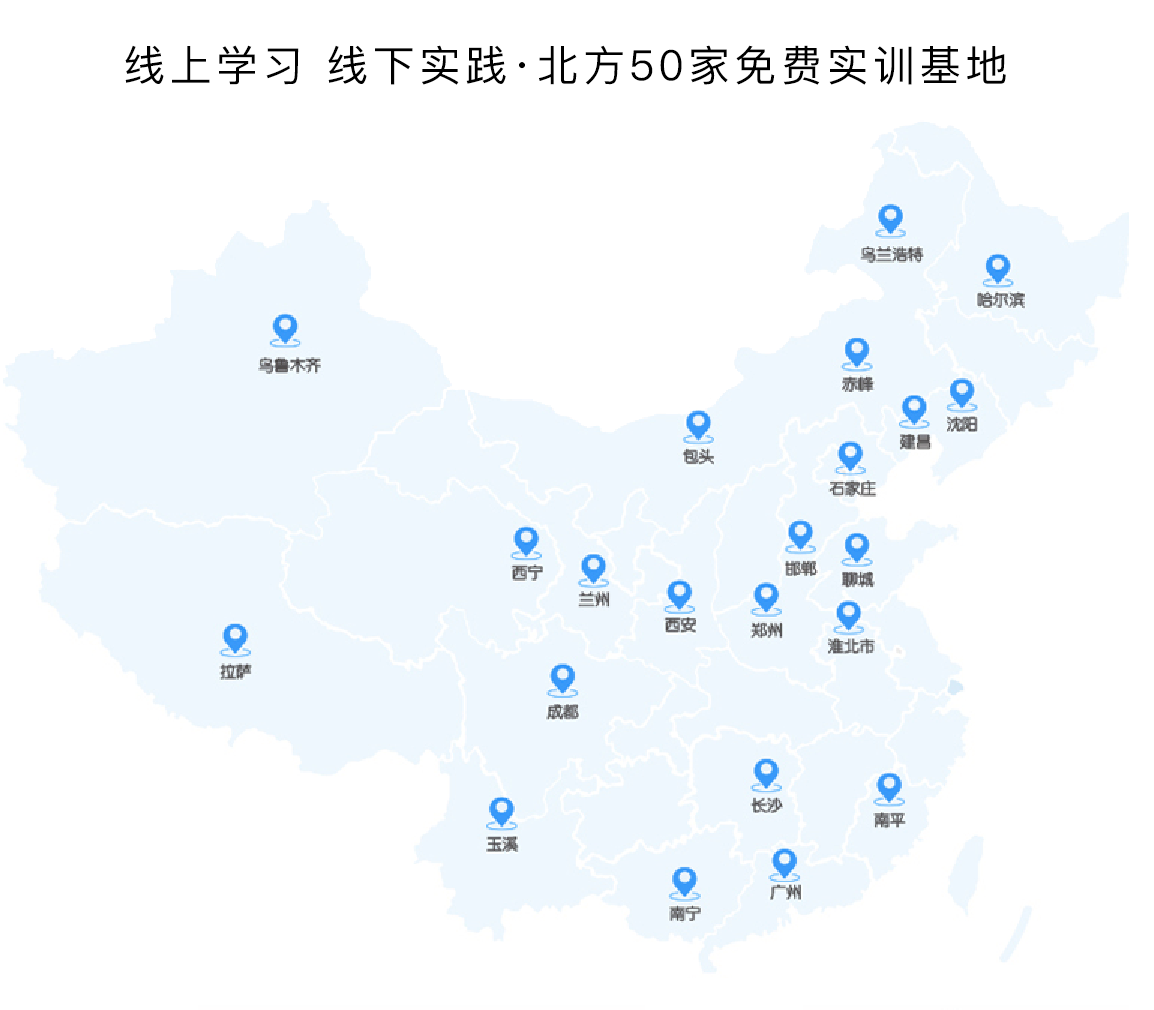 线上学习 线下实践·北方50家免费实训基地
乌兰浩特
哈尔滨
乌鲁木齐
赤峰
沈阳
建昌
包头
石家庄
邯郸
聊城
西宁
兰州
西安
郑州
淮北市
拉萨
成都
长沙
南平
玉溪
广州
南宁